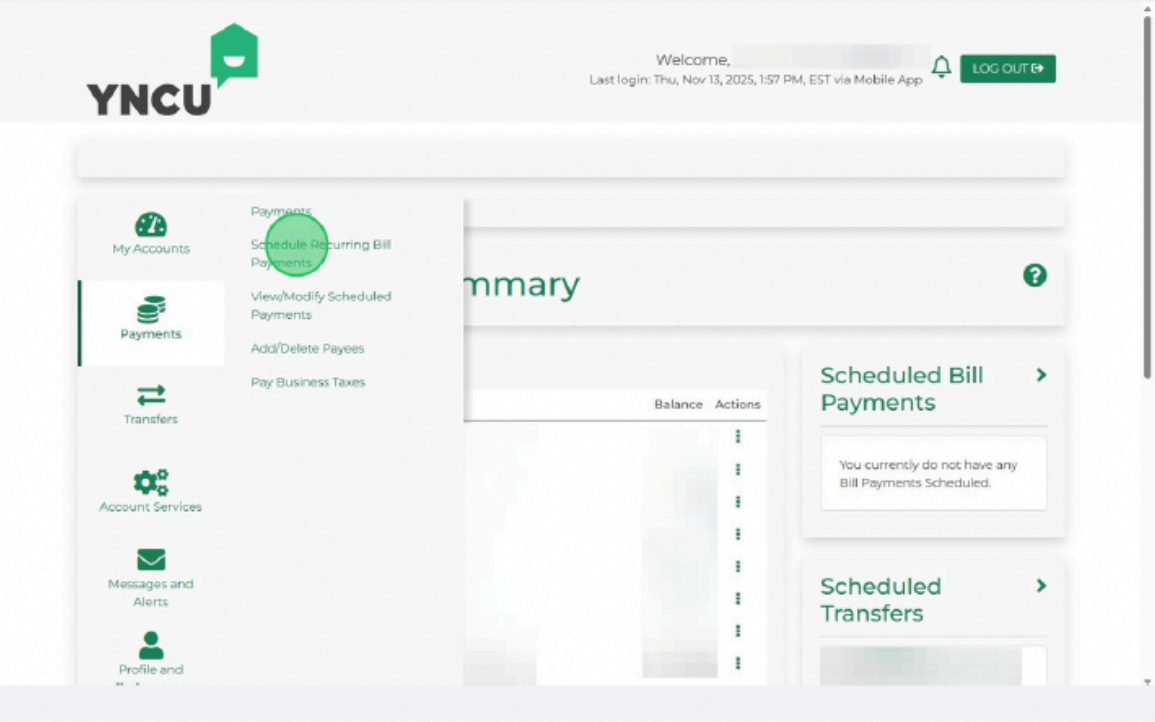 YNCU
Welcome,
Last login: Thu, Nov 13, 2025, 1:57 PM, EST via Mobile App
LOG OUT
My Accounts
Payments
Transfers
Account Services
Messages and
Alerts
Profile and
Payments
Schedule Recurring Bill
Payments
View/Modify Scheduled
Payments
Add/Delete Payees
Pay Business Taxes
mmary
Balance Actions
Scheduled Bill
Payments
You currently do not have any
Bill Payments Scheduled.
Scheduled
Transfers